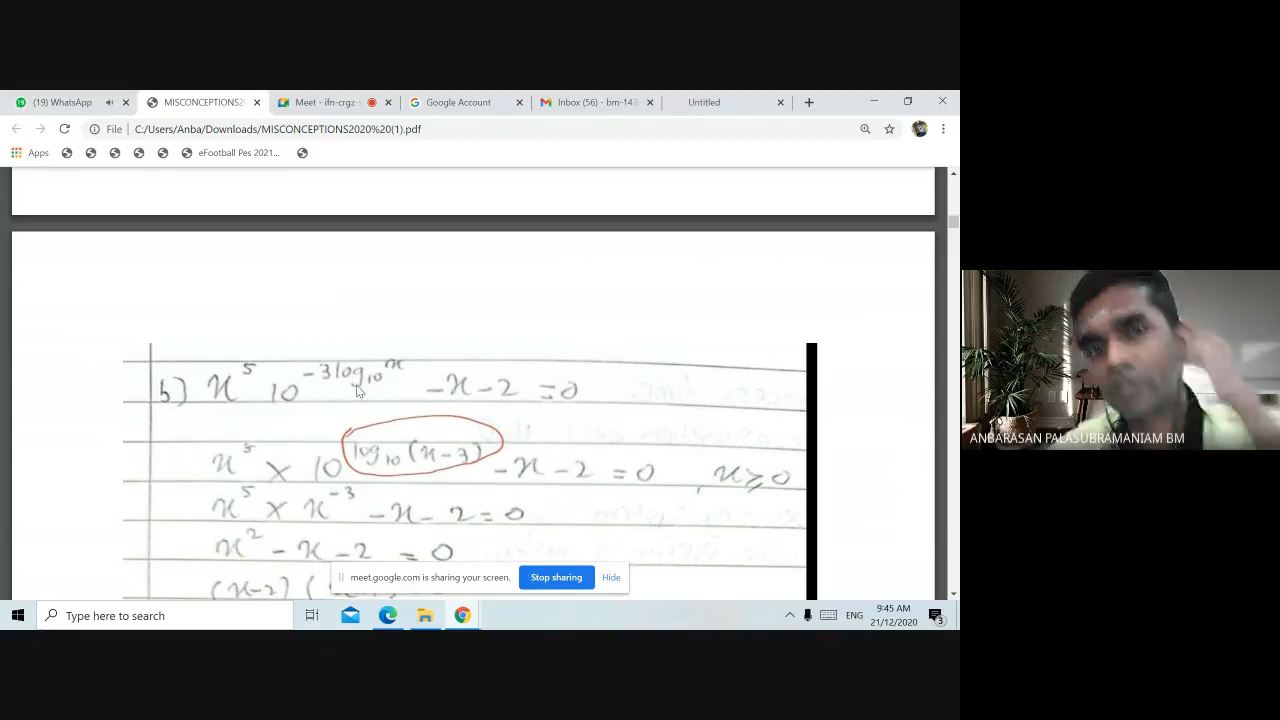 (19) WhatsApp
MISCONCEPTIONS20
Meet - ifn-crgz-
Google Account
Inbox (56) - bm-143
Untitled
File C:/Users/Anba/Downloads/MISCONCEPTIONS2020%20(1).pdf
Apps
eFootball Pes 2021...
b) x⁵ 10^(-3log₁₀x) - x - 2 = 0
x⁵ × 10^(log₁₀(x-3)) - x - 2 = 0 , x ⩾ 0
x⁵ × x⁻³ - x - 2 = 0
x² - x - 2 = 0
(x-2) (
meet.google.com is sharing your screen.
Stop sharing
Hide
ANBARASAN PALASUBRAMANIAM BM
Type here to search
ENG
9:45 AM
21/12/2020
3